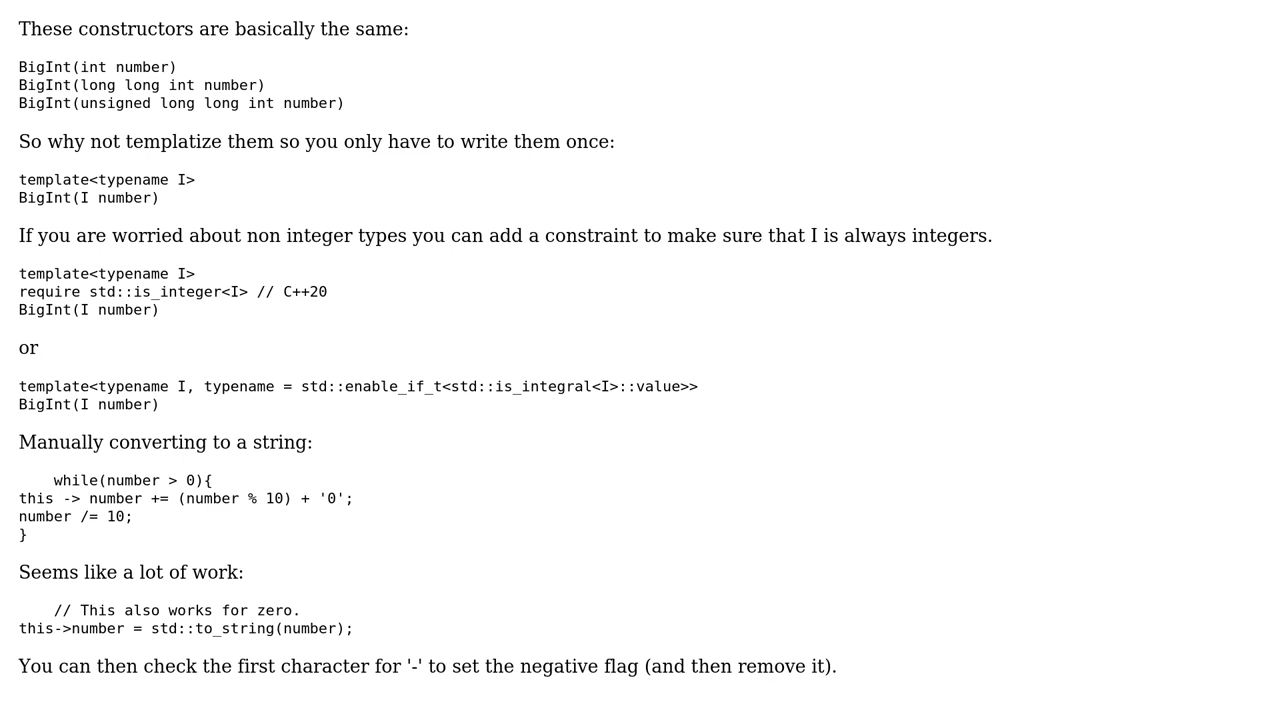 These constructors are basically the same:
BigInt(int number)
BigInt(long long int number)
BigInt(unsigned long long int number)
So why not templatize them so you only have to write them once:
template<typename I>
BigInt(I number)
If you are worried about non integer types you can add a constraint to make sure that I is always integers.
template<typename I>
require std::is_integer<I> // C++20
BigInt(I number)
or
template<typename I, typename = std::enable_if_t<std::is_integral<I>::value>>
BigInt(I number)
Manually converting to a string:
    while(number > 0){
this -> number += (number % 10) + '0';
number /= 10;
}
Seems like a lot of work:
    // This also works for zero.
this->number = std::to_string(number);
You can then check the first character for '-' to set the negative flag (and then remove it).